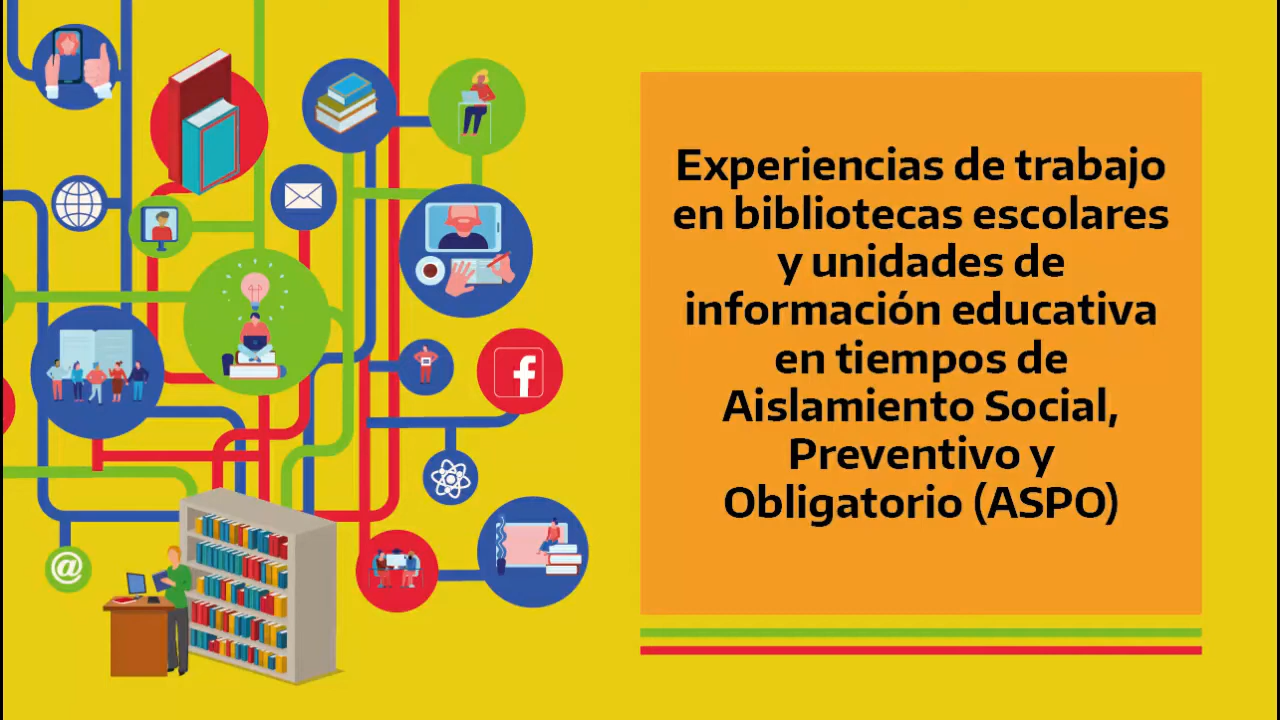 Experiencias de trabajo
en bibliotecas escolares
y unidades de
información educativa
en tiempos de
Aislamiento Social,
Preventivo y
Obligatorio (ASPO)
f
@